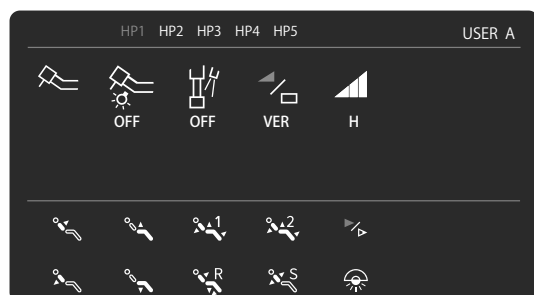 HP1 HP2 HP3 HP4 HP5 USER A
OFF OFF VER H
1 2
R S